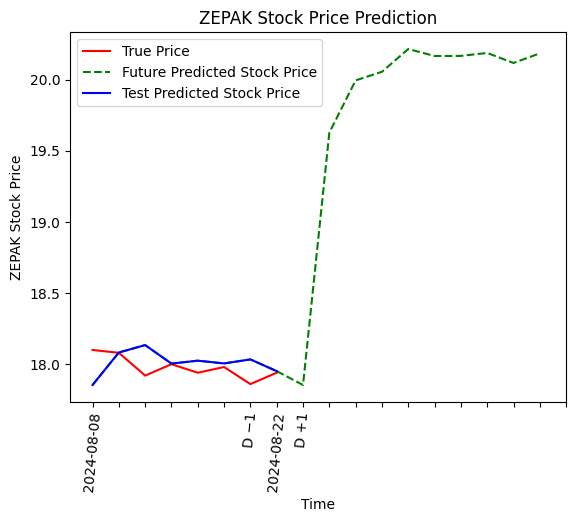 ZEPAK Stock Price Prediction
True Price
Future Predicted Stock Price
Test Predicted Stock Price
ZEPAK Stock Price
20.0
19.5
19.0
18.5
18.0
2024-08-08
D −1
2024-08-22
D +1
Time